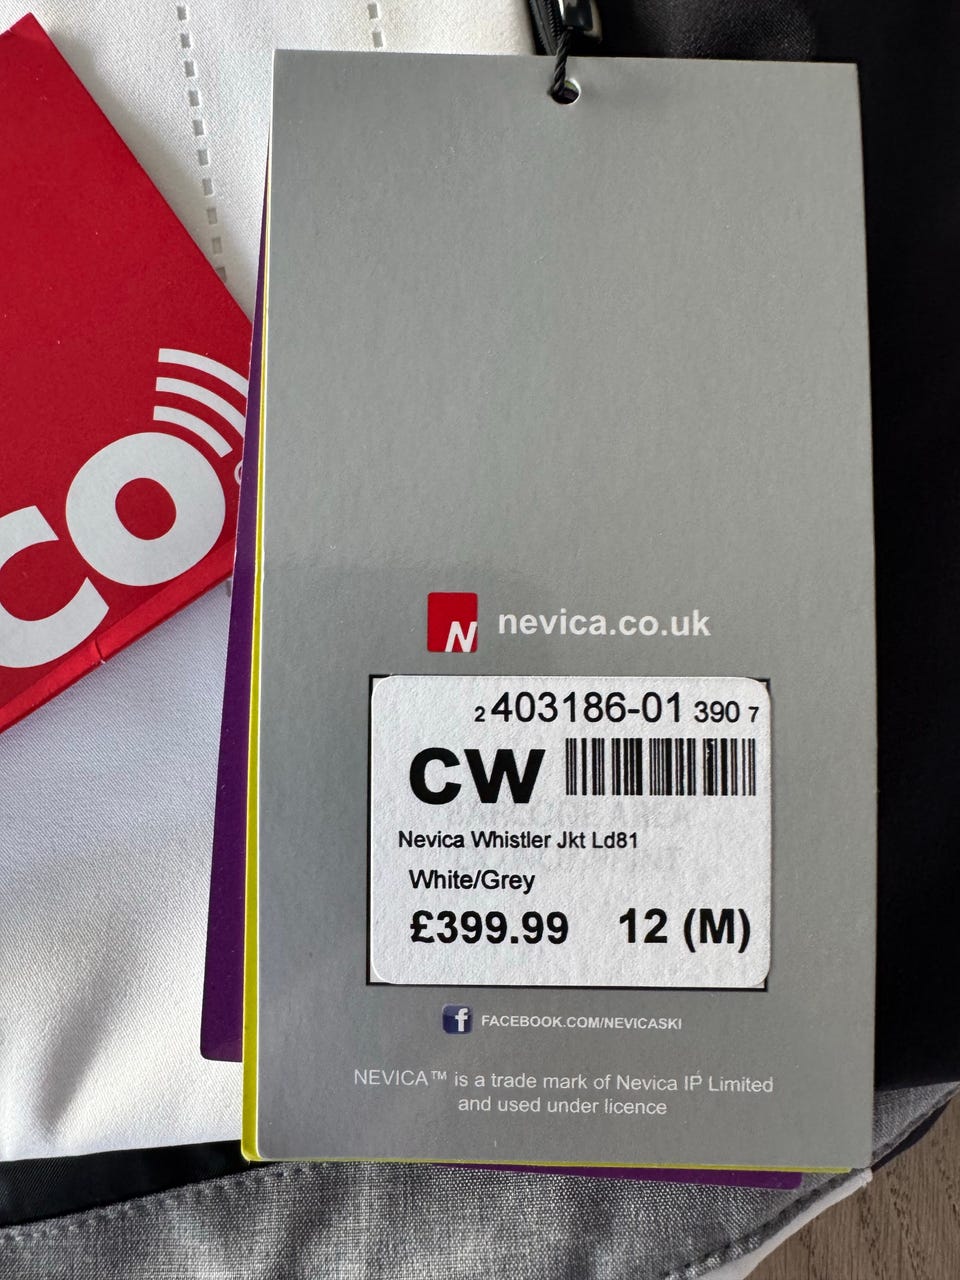 CO
N nevica.co.uk
2 403186-01 390 7
CW
Nevica Whistler Jkt Ld81
White/Grey
£399.99 12 (M)
f FACEBOOK.COM/NEVICASKI
NEVICA™ is a trade mark of Nevica IP Limited
and used under licence